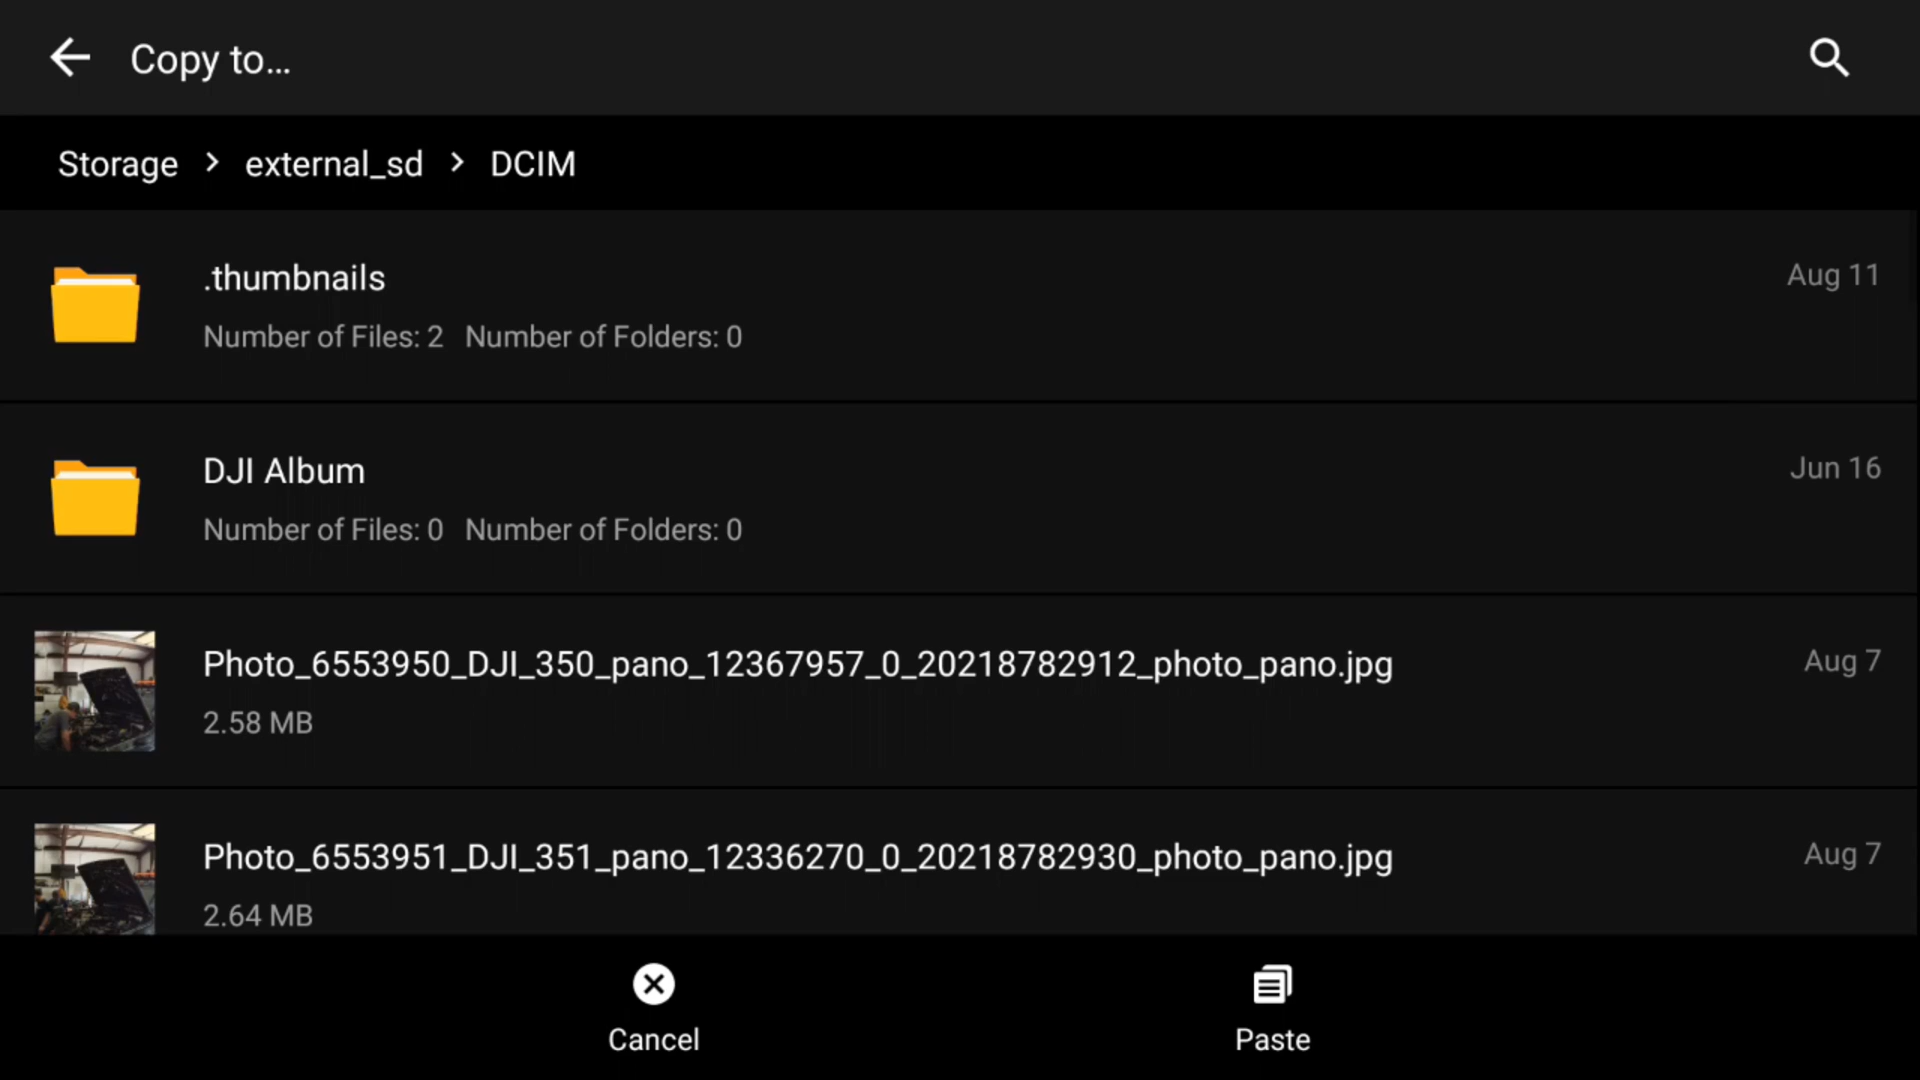 Copy to...
Storage > external_sd > DCIM
.thumbnails
Aug 11
Number of Files: 2 Number of Folders: 0
DJI Album
Jun 16
Number of Files: 0 Number of Folders: 0
Photo_6553950_DJI_350_pano_12367957_0_20218782912_photo_pano.jpg
Aug 7
2.58 MB
Photo_6553951_DJI_351_pano_12336270_0_20218782930_photo_pano.jpg
Aug 7
2.64 MB
Cancel
Paste